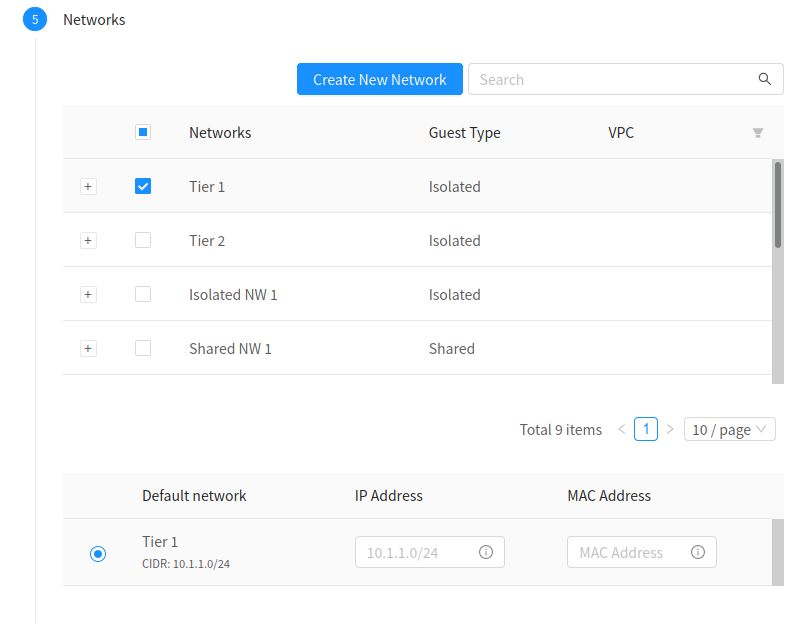 5 Networks
Create New Network Search
Networks Guest Type VPC
+ Tier 1 Isolated
+ Tier 2 Isolated
+ Isolated NW 1 Isolated
+ Shared NW 1 Shared
Total 9 items < 1 > 10 / page
Default network IP Address MAC Address
Tier 1
CIDR: 10.1.1.0/24 10.1.1.0/24 MAC Address